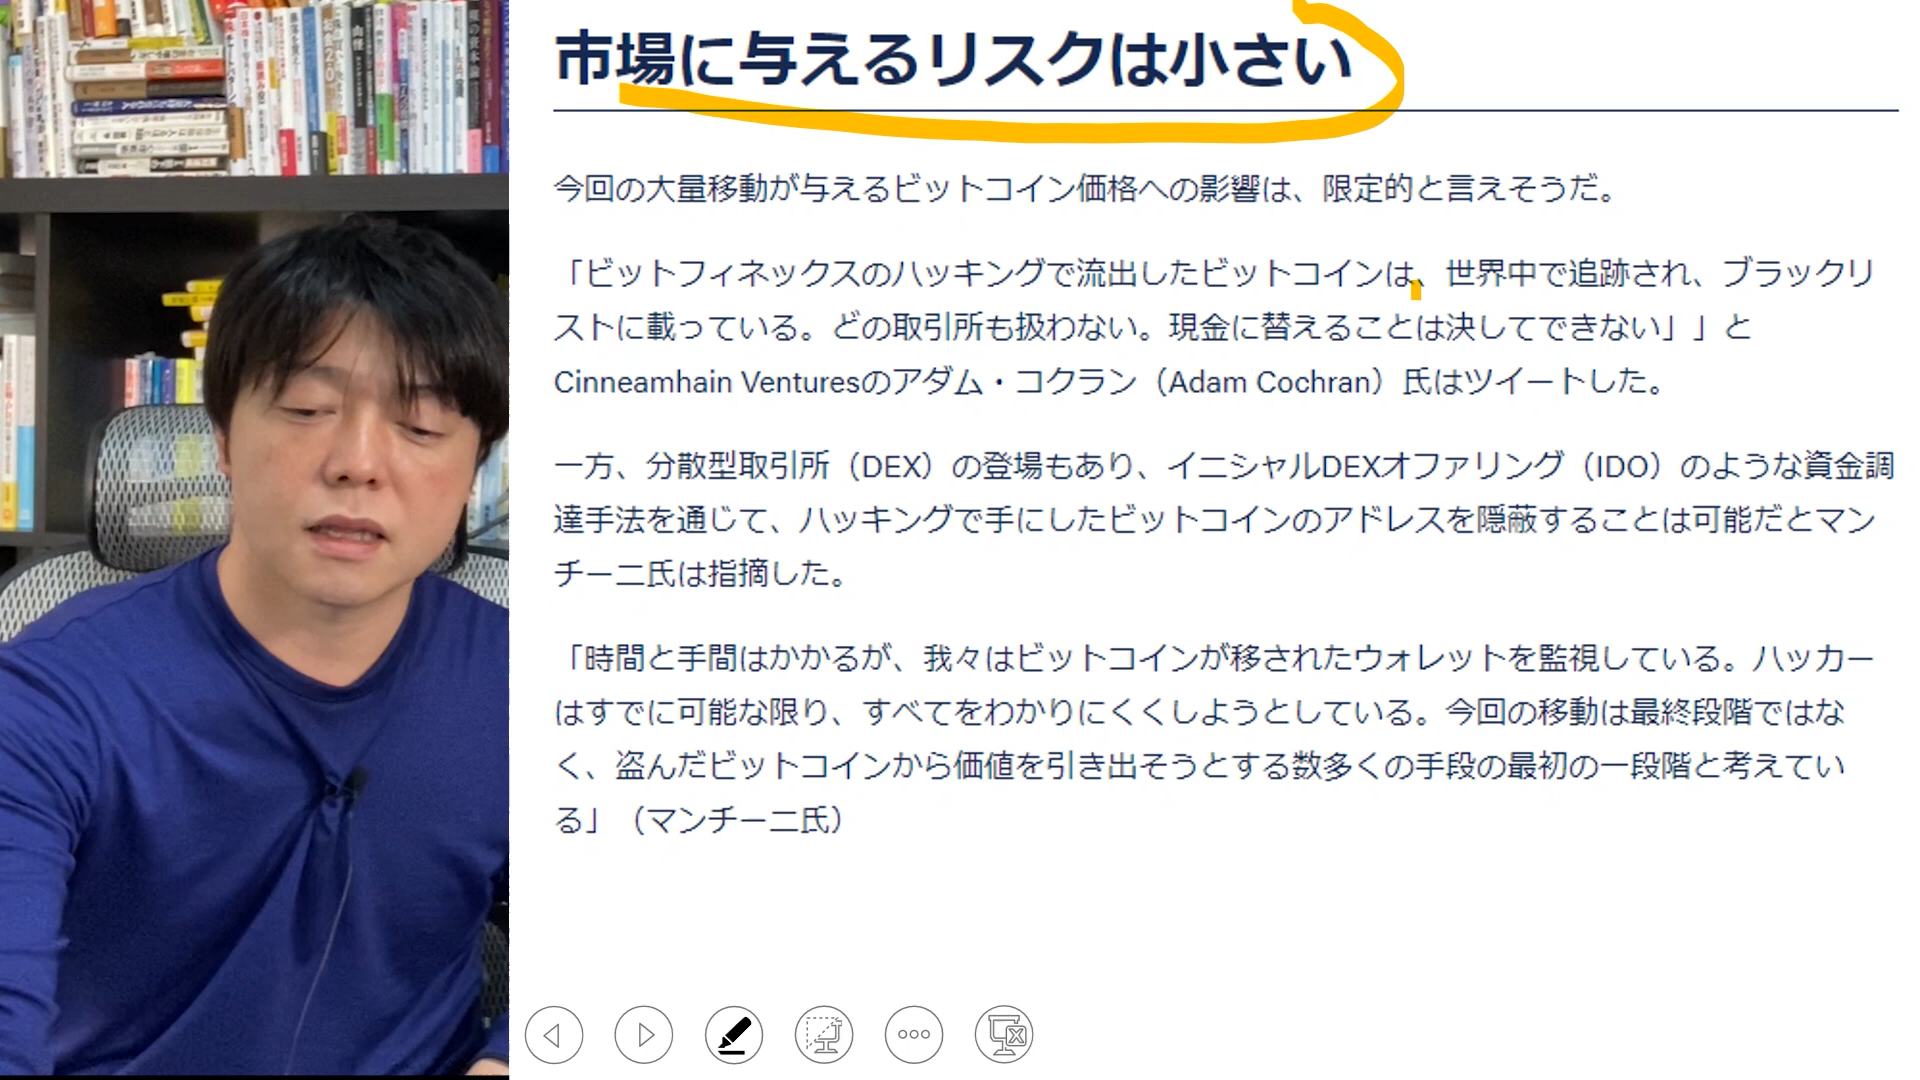 市場に与えるリスクは小さい
今回の大量移動が与えるビットコイン価格への影響は、限定的と言えそうだ。
「ビットフィネックスのハッキングで流出したビットコインは、世界中で追跡され、ブラックリ
ストに載っている。どの取引所も扱わない。現金に替えることは決してできない」」と
Cinneamhain Venturesのアダム・コクラン（Adam Cochran）氏はツイートした。
一方、分散型取引所（DEX）の登場もあり、イニシャルDEXオファリング（IDO）のような資金調
達手法を通じて、ハッキングで手にしたビットコインのアドレスを隠蔽することは可能だとマン
チーニ氏は指摘した。
「時間と手間はかかるが、我々はビットコインが移されたウォレットを監視している。ハッカー
はすでに可能な限り、すべてをわかりにくくしようとしている。今回の移動は最終段階ではな
く、盗んだビットコインから価値を引き出そうとする数多くの手段の最初の一段階と考えてい
る」（マンチーニ氏）